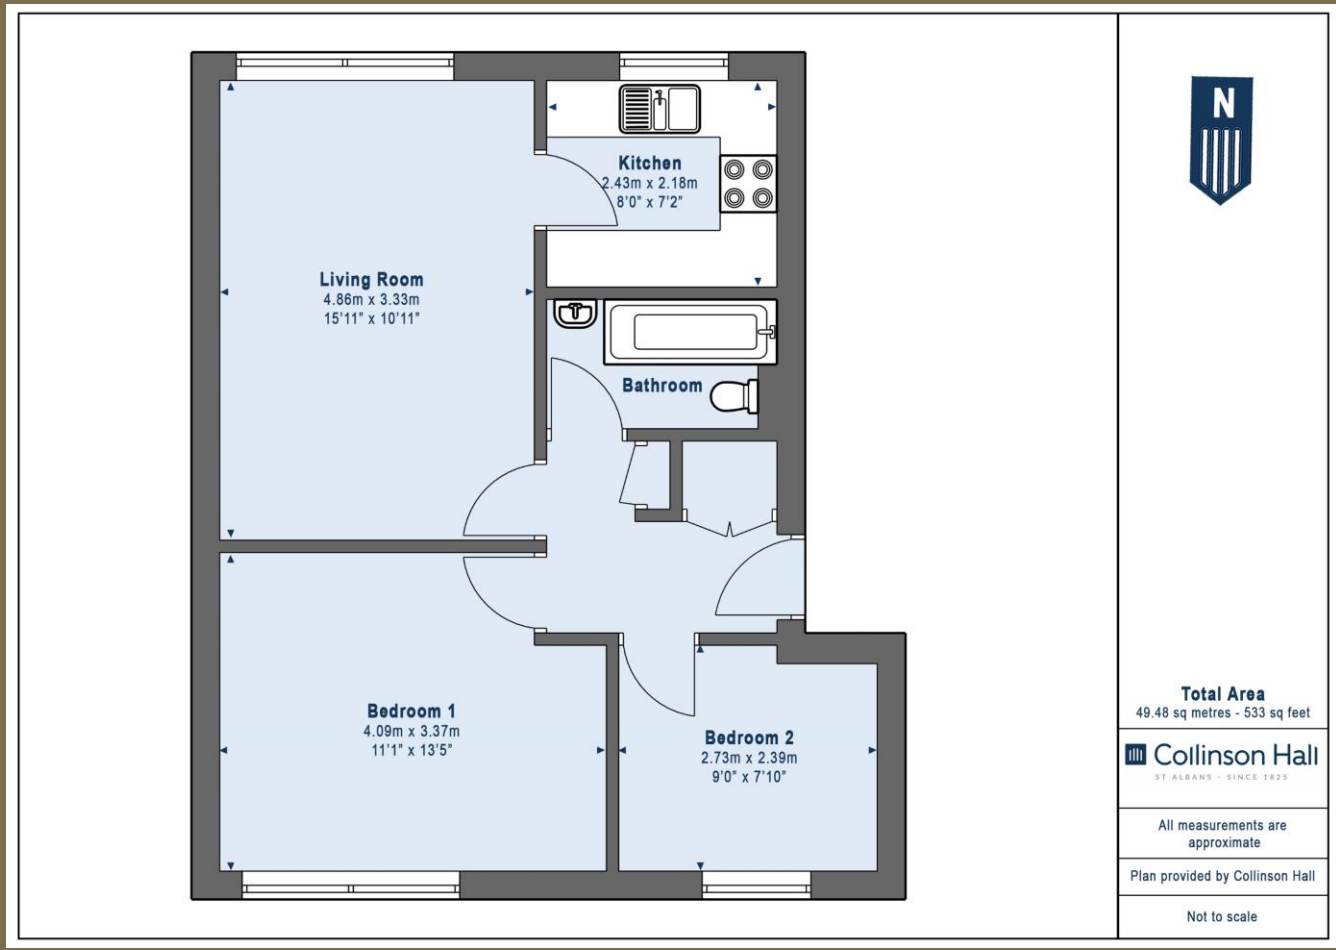 Kitchen
2.43m x 2.18m
8'0" x 7'2"
Living Room
4.86m x 3.33m
15'11" x 10'11"
Bathroom
Bedroom 1
4.09m x 3.37m
11'1" x 13'5"
Bedroom 2
2.73m x 2.39m
9'0" x 7'10"
N
Total Area
49.48 sq metres - 533 sq feet
Collinson Hall
ST ALBANS - SINCE 1825
All measurements are
approximate
Plan provided by Collinson Hall
Not to scale